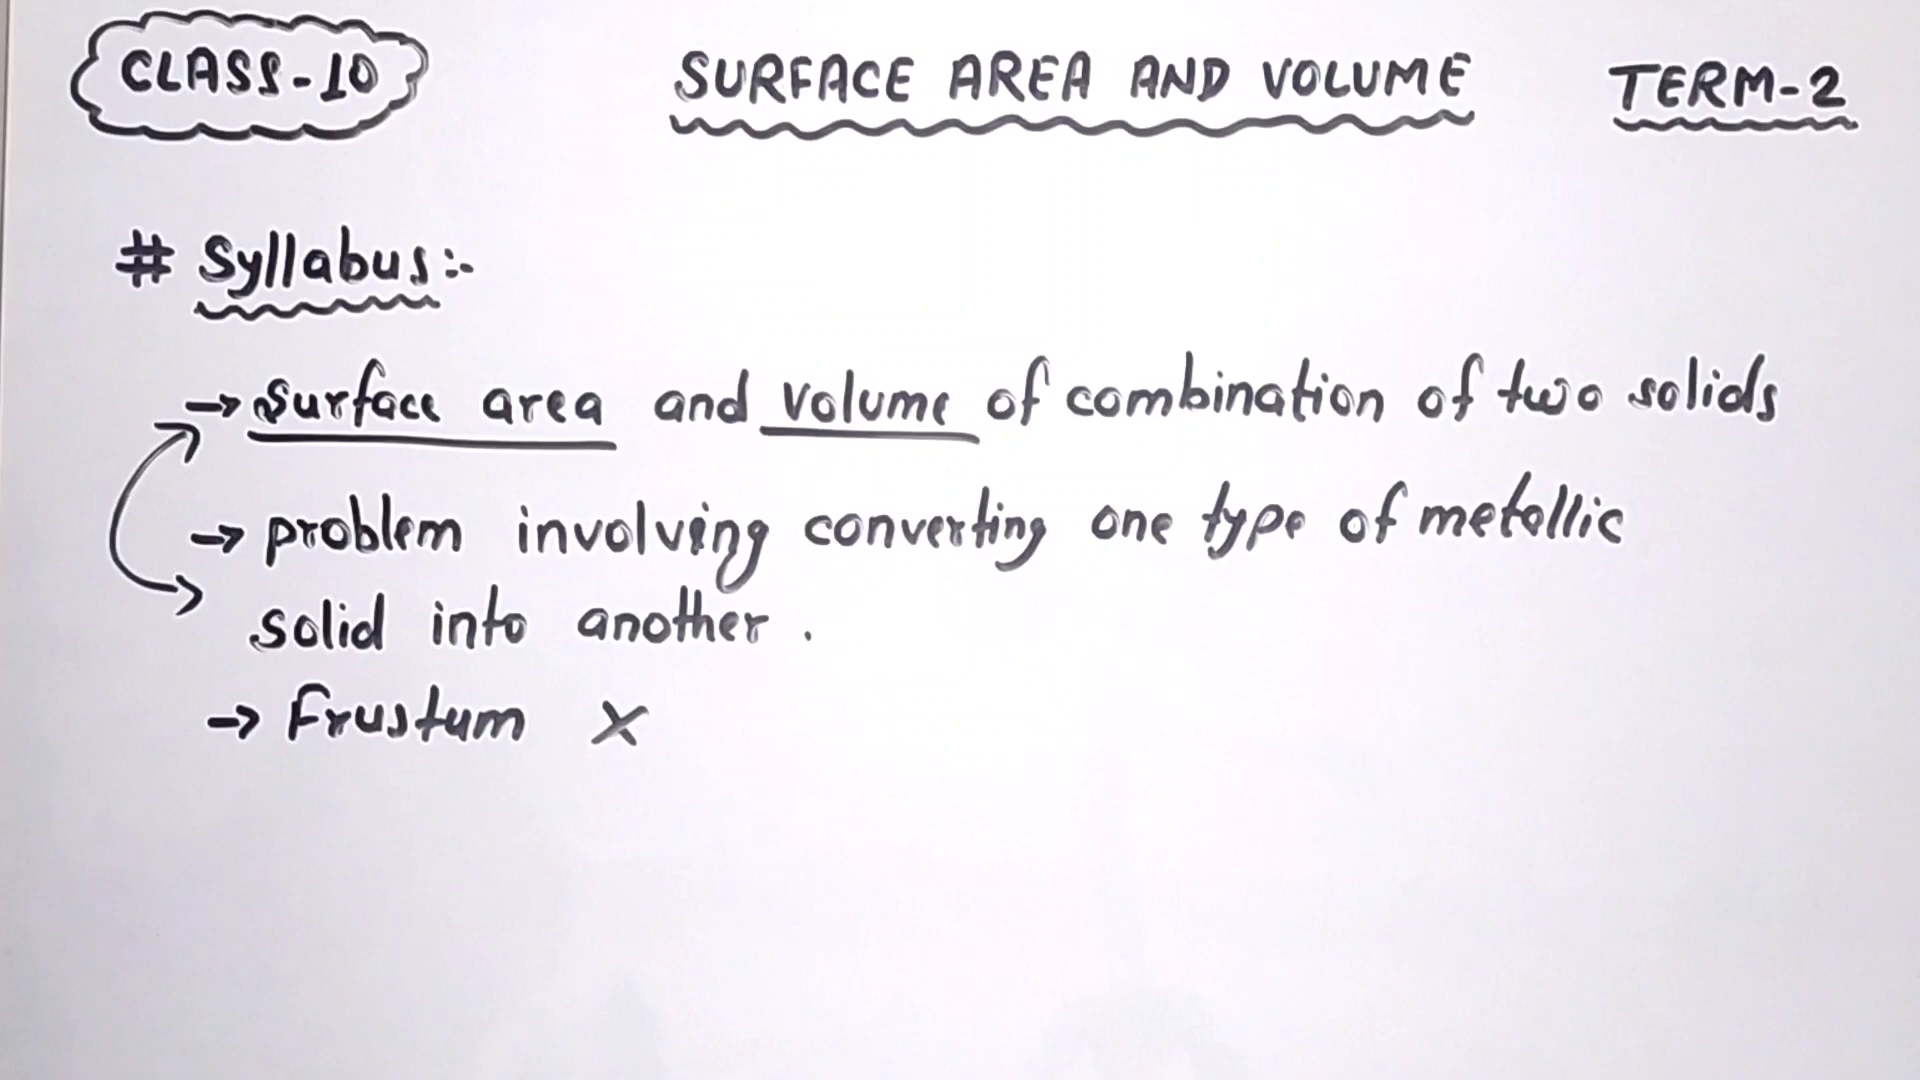 CLASS-10 SURFACE AREA AND VOLUME TERM-2
# Syllabus:-
→ surface area and volume of combination of two solids
→ problem involving converting one type of metallic
solid into another.
→ Frustum X